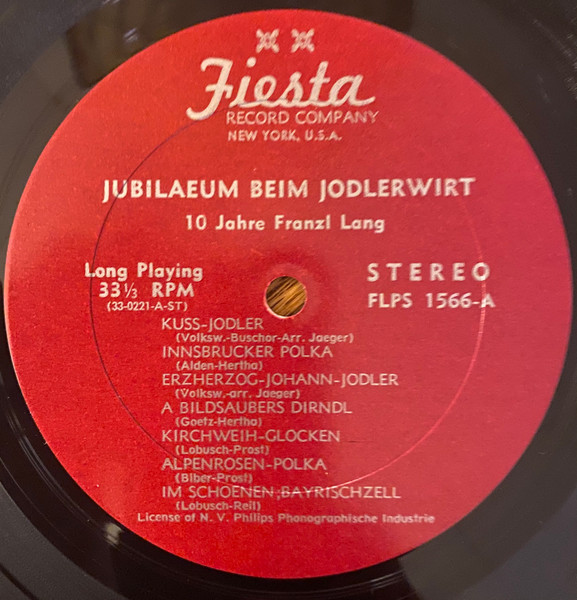 Fiesta
RECORD COMPANY
NEW YORK, U.S.A.
JUBILAEUM BEIM JODLERWIRT
10 Jahre Franzl Lang
Long Playing
33⅓ RPM
(33-0221-A-ST)
STEREO
FLPS 1566-A
KUSS-JODLER
(Volksw.-Buschor-Arr. Jaeger)
INNSBRUCKER POLKA
(Alden-Hertha)
ERZHERZOG-JOHANN-JODLER
(Volksw.-arr. Jaeger)
A BILDSAUBERS DIRNDL
(Goetz-Hertha)
KIRCHWEIH-GLOCKEN
(Lobusch-Prost)
ALPENROSEN-POLKA
(Biber-Prost)
IM SCHOENEN BAYRISCHZELL
(Lobusch-Reil)
License of N. V. Philips Phonographische Industrie